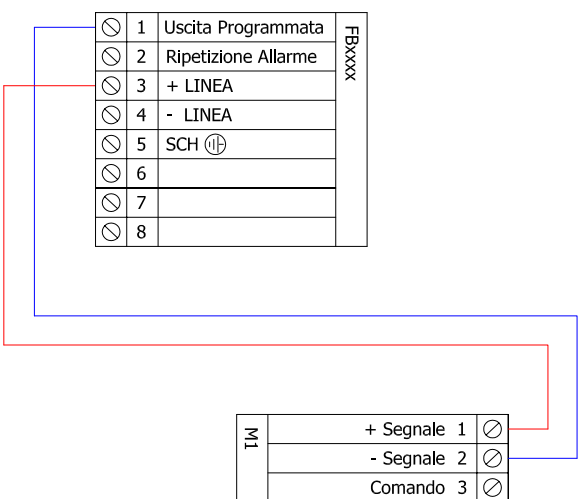 1 Uscita Programmata
2 Ripetizione Allarme
3 + LINEA
4 - LINEA
5 SCH
6
7
8
FBxxxx
M1
+ Segnale 1
- Segnale 2
Comando 3